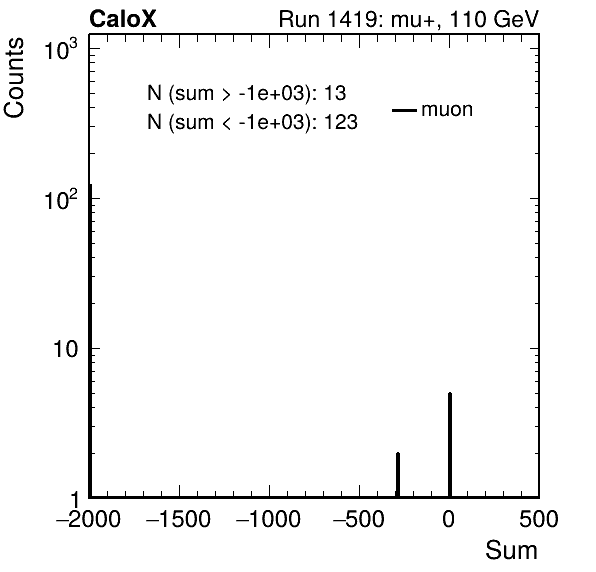 CaloX Run 1419: mu+, 110 GeV
Counts
10³
N (sum > -1e+03): 13
muon
N (sum < -1e+03): 123
10²
10
1
−2000 −1500 −1000 −500 0 500
Sum